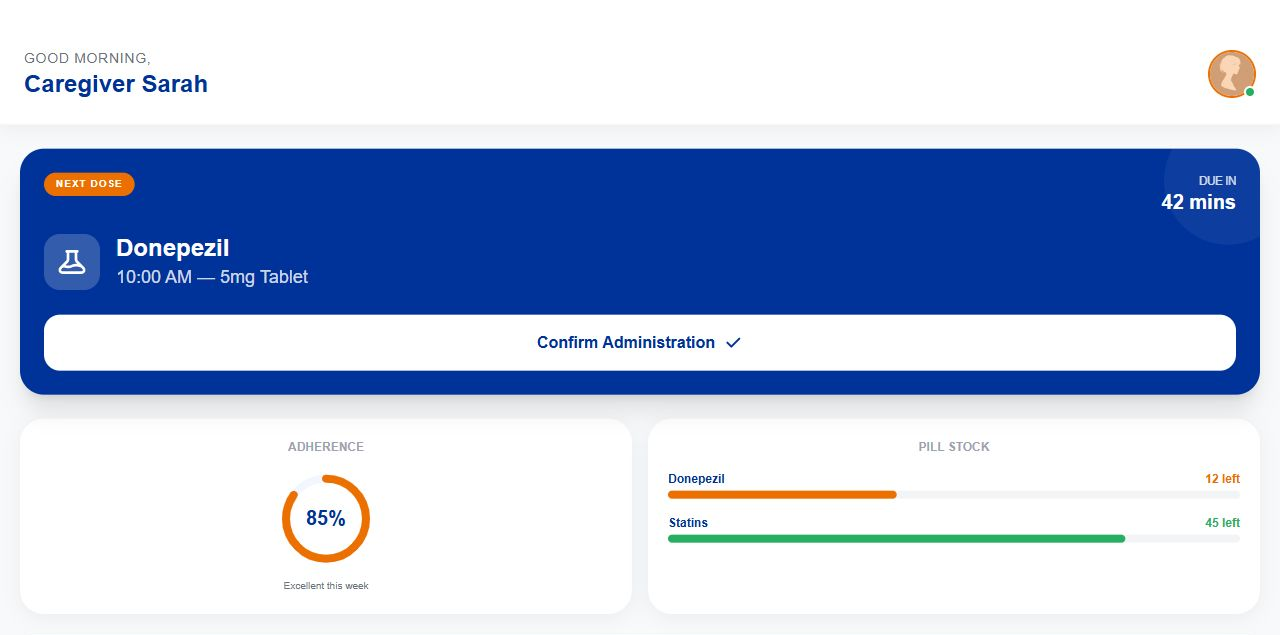 GOOD MORNING,
Caregiver Sarah
NEXT DOSE
DUE IN
42 mins
Donepezil
10:00 AM — 5mg Tablet
Confirm Administration
ADHERENCE
85%
Excellent this week
PILL STOCK
Donepezil 12 left
Statins 45 left